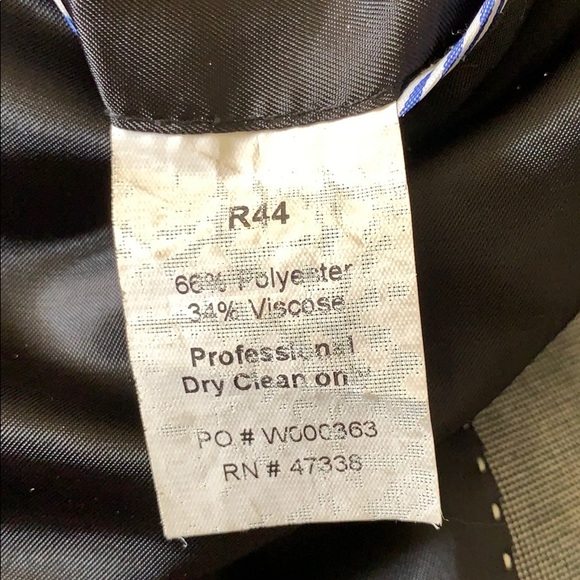 R44
66% Polyester
34% Viscose
Professional
Dry Clean only
PO # W000363
RN # 47338